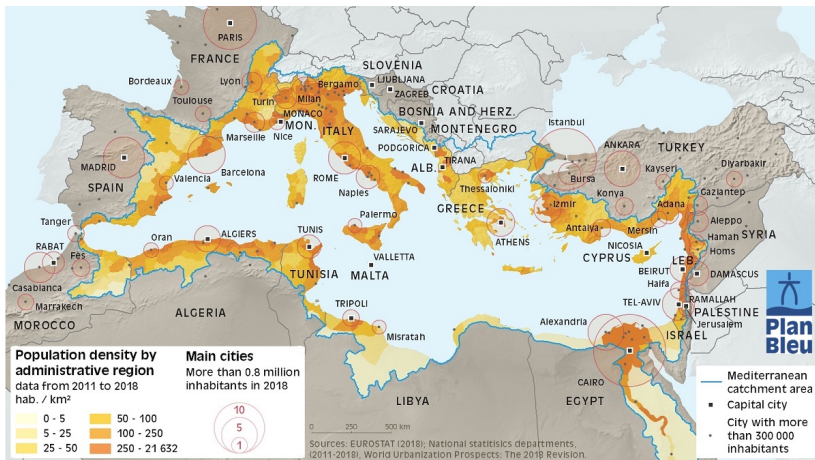 PARIS
FRANCE
SLOVENIA
Bordeaux
Lyon
Bergamo
LJUBLJANA
ZAGREB
CROATIA
Toulouse
Turin
Milan
MONACO
MON.
BOSNIA AND HERZ.
Istanbul
Marseille
Nice
ITALY
SARAJEVO
MONTENEGRO
ANKARA
TURKEY
PODGORICA
MADRID
ROME
ALB.
TIRANA
Bursa
Kayseri
Diyarbakir
Barcelona
Valencia
Naples
Thessaloniki
Konya
Gaziantep
SPAIN
GREECE
Izmir
Adana
Palermo
Aleppo
Tanger
Oran
ALGIERS
TUNIS
ATHENS
Antalya
Mersin
Hamah
SYRIA
RABAT
Fès
NICOSIA
CYPRUS
Homs
VALLETTA
MALTA
LEB.
BEIRUT
DAMASCUS
Casablanca
TUNISIA
Haifa
Marrakech
TRIPOLI
TEL-AVIV
RAMALLAH
MOROCCO
ALGERIA
Misratah
Alexandria
PALESTINE
Jerusalem
ISRAEL
Plan
Bleu
CAIRO
LIBYA
EGYPT
Population density by
administrative region
data from 2011 to 2018
hab. / km²
0 - 5
5 - 25
25 - 50
50 - 100
100 - 250
250 - 21 632
Main cities
More than 0.8 million
inhabitants in 2018
10
5
1
0 250 500 km
Sources: EUROSTAT (2018); National statitisics departments,
(2011-2018), World Urbanization Prospects: The 2018 Revision.
Mediterranean
catchment area
Capital city
City with more
than 300 000
inhabitants